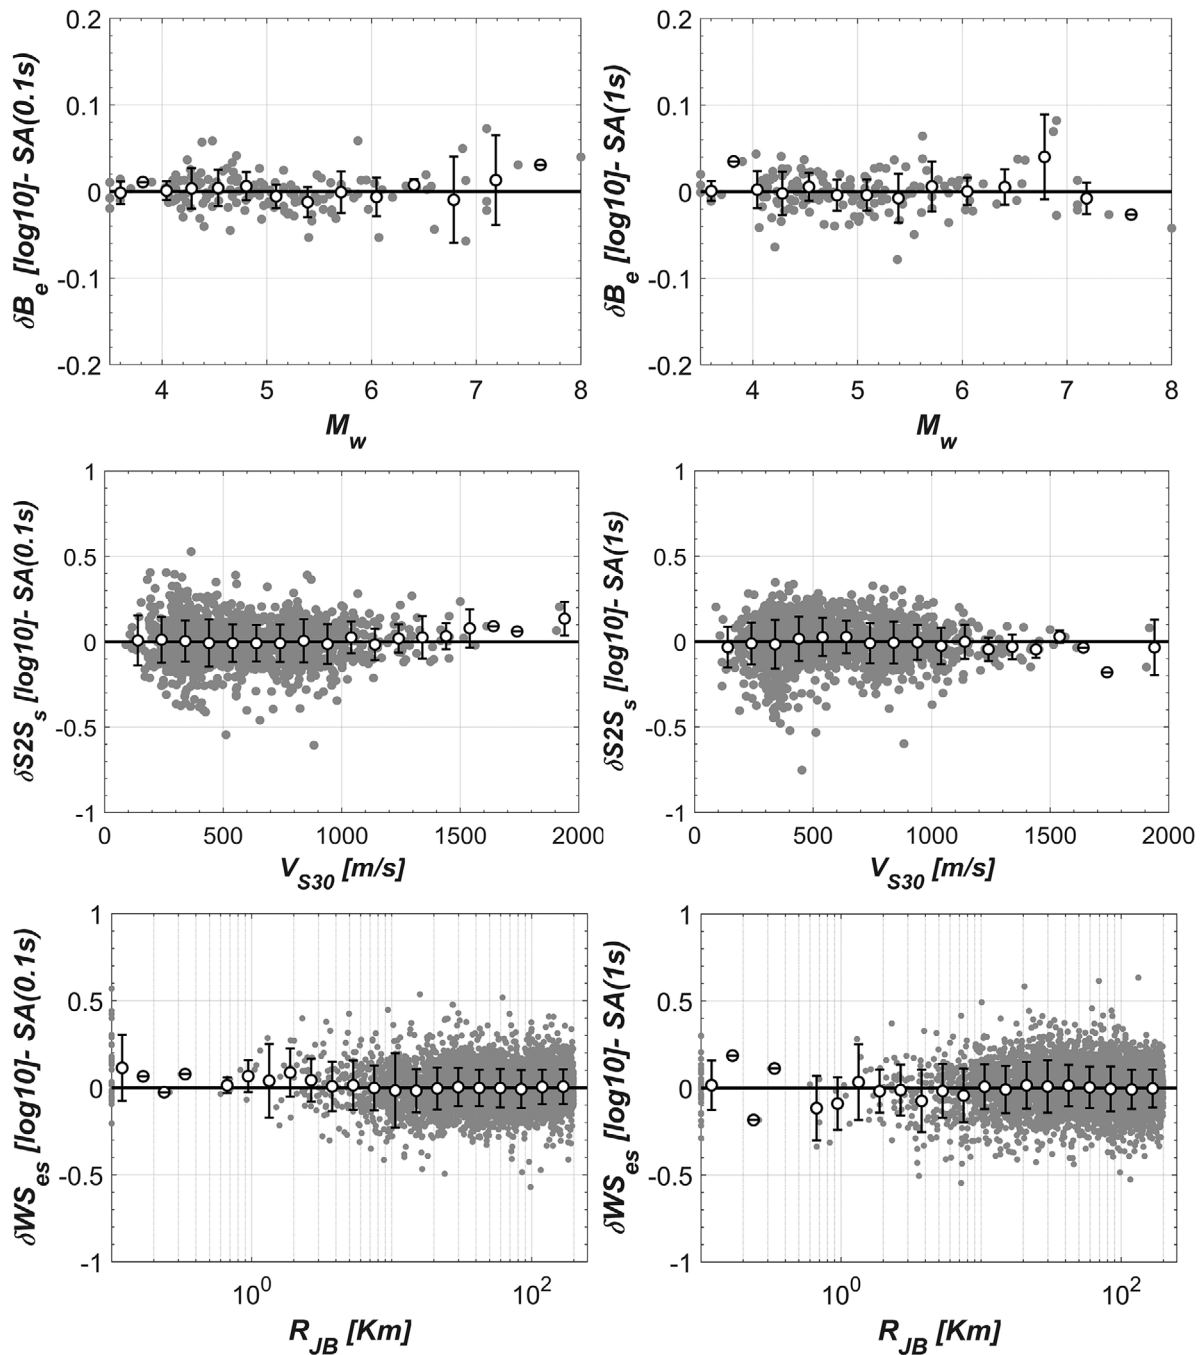 δBe [log10]- SA(0.1s)
0.2
0.1
0
-0.1
-0.2
4 5 6 7 8
Mw
δBe [log10]- SA(1s)
0.2
0.1
0
-0.1
-0.2
4 5 6 7 8
Mw
δS2Ss [log10]- SA(0.1s)
1
0.5
0
-0.5
-1
0 500 1000 1500 2000
VS30 [m/s]
δS2Ss [log10]- SA(1s)
1
0.5
0
-0.5
-1
0 500 1000 1500 2000
VS30 [m/s]
δWSes [log10]- SA(0.1s)
1
0.5
0
-0.5
-1
10^0 10^2
RJB [Km]
δWSes [log10]- SA(1s)
1
0.5
0
-0.5
-1
10^0 10^2
RJB [Km]